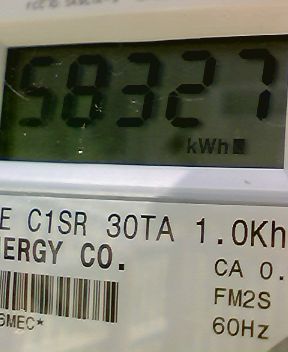 58327
kWh
E C1SR 30TA 1.0Kh
ERGY CO.
CA 0.
FM2S
6MEC*
60Hz